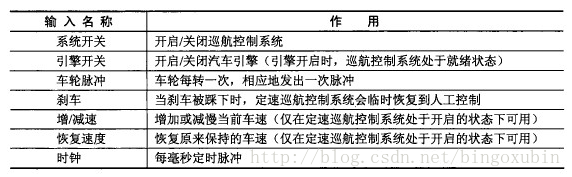 输 入 名 称 作 用
系统开关 开启/关闭巡航控制系统
引擎开关 开启/关闭汽车引擎（引擎开启时，巡航控制系统处于就绪状态）
车轮脉冲 车轮每转一次，相应地发出一次脉冲
刹车 当刹车被踩下时，定速巡航控制系统会临时恢复到人工控制
增/减速 增加或减慢当前车速（仅在定速巡航控制系统处于开启的状态下可用）
恢复速度 恢复原来保持的车速（仅在定速巡航控制系统处于开启的状态下可用）
时钟 每毫秒定时脉冲
http://blog.csdn.net/bingoxubin